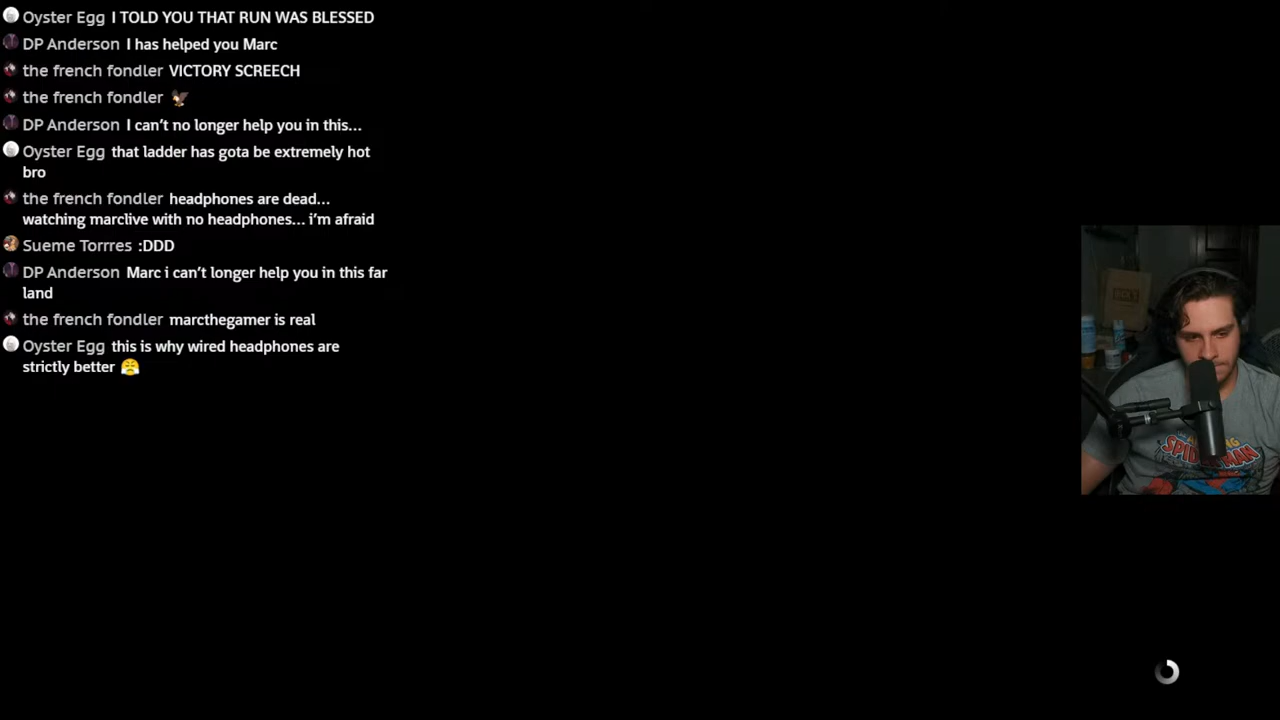 Oyster Egg I TOLD YOU THAT RUN WAS BLESSED
DP Anderson I has helped you Marc
the french fondler VICTORY SCREECH
the french fondler 🦅
DP Anderson I can't no longer help you in this...
Oyster Egg that ladder has gota be extremely hot
bro
the french fondler headphones are dead...
watching marclive with no headphones... i'm afraid
Sueme Torrres :DDD
DP Anderson Marc i can't longer help you in this far
land
the french fondler marcthegamer is real
Oyster Egg this is why wired headphones are
strictly better 😤
SPIDER-MAN